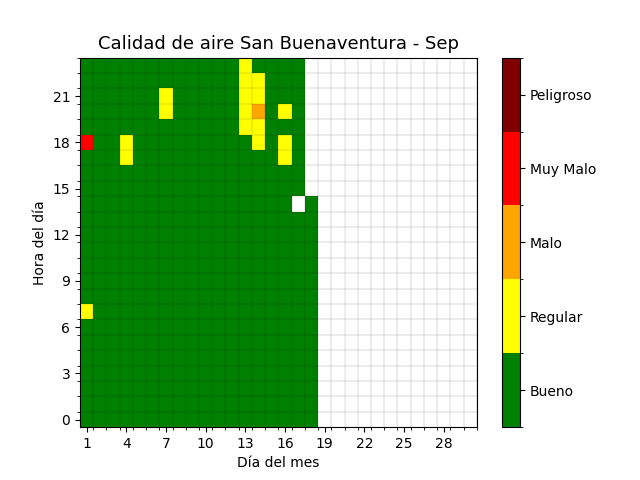 Calidad de aire San Buenaventura - Sep
Hora del día
21
18
15
12
9
6
3
0
1 4 7 10 13 16 19 22 25 28
Día del mes
Peligroso
Muy Malo
Malo
Regular
Bueno